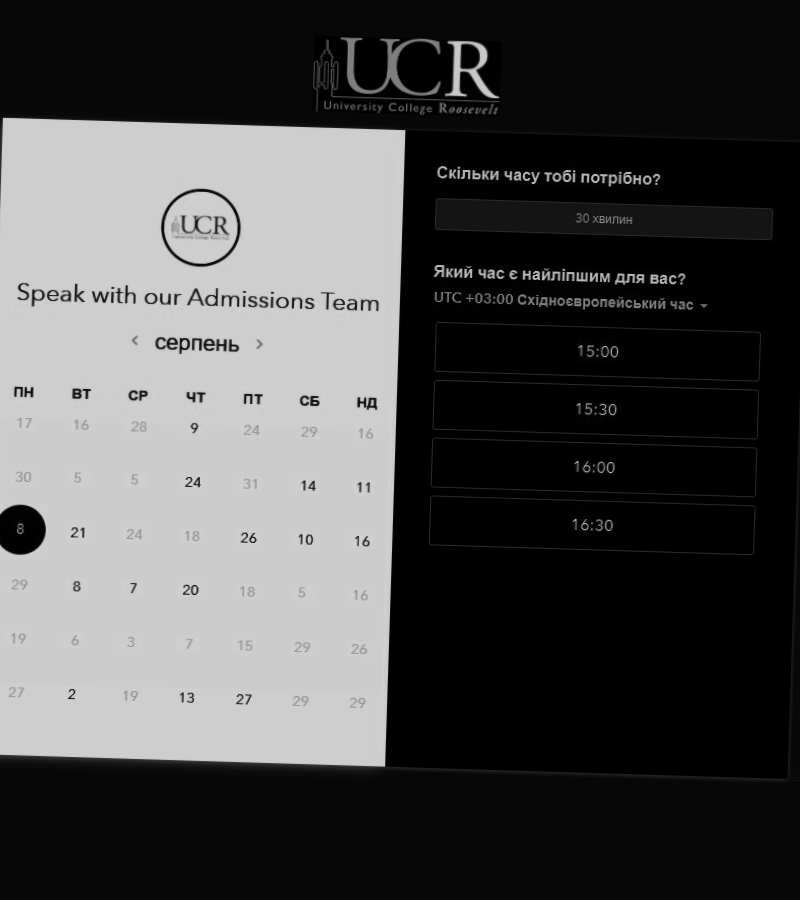 UCR
University College Roosevelt
UCR
Speak with our Admissions Team
серпень
ПН ВТ СР ЧТ ПТ СБ НД
17 16 28 9 24 29 16
30 5 5 24 31 14 11
8 21 24 18 26 10 16
29 8 7 20 18 5 16
19 6 3 7 15 29 26
27 2 19 13 27 29 29
Скільки часу тобі потрібно?
30 хвилин
Який час є найліпшим для вас?
UTC +03:00 Східноєвропейський час
15:00
15:30
16:00
16:30